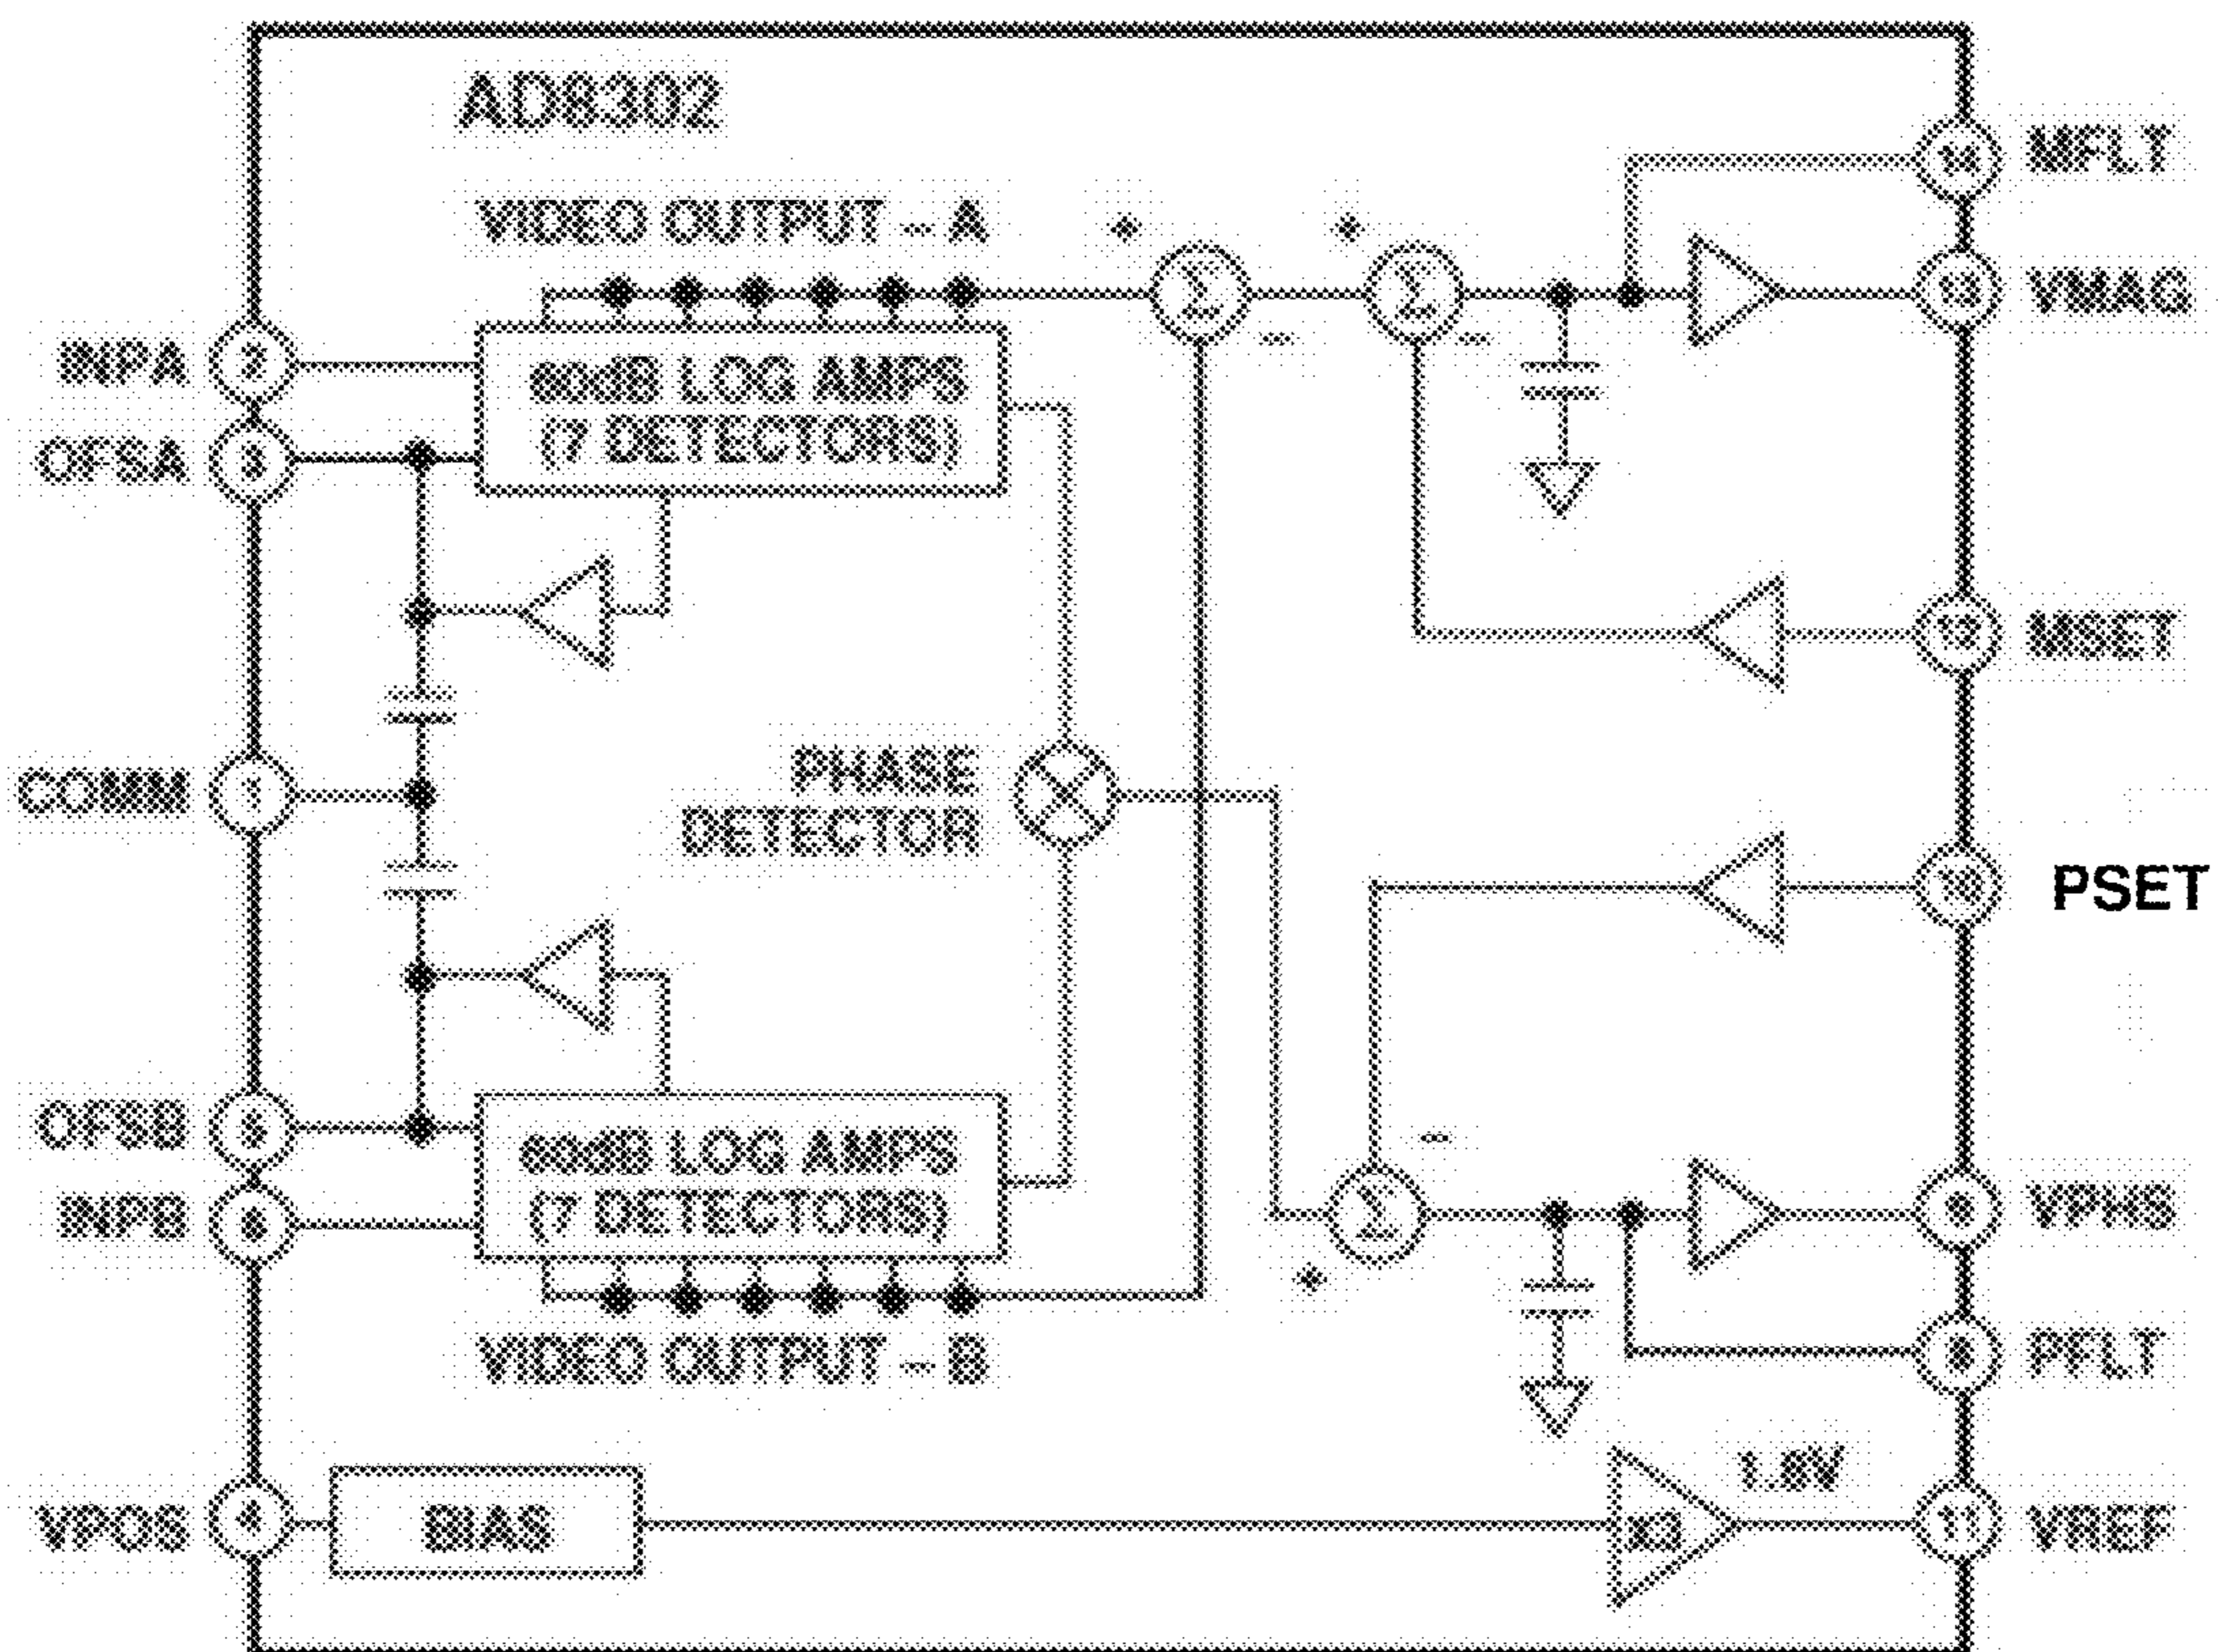 AD8302
VIDEO OUTPUT – A
+
+
Σ
Σ
–
–
14 MFLT
13 VMAG
INPA 2
60dB LOG AMPS
(7 DETECTORS)
OFSA 3
12 MSET
COMM 1
PHASE
DETECTOR
10 PSET
OFSB 5
60dB LOG AMPS
(7 DETECTORS)
INPB 6
–
Σ
+
9 VPHS
VIDEO OUTPUT – B
8 PFLT
VPOS 4
BIAS
x3
1.8V
11 VREF